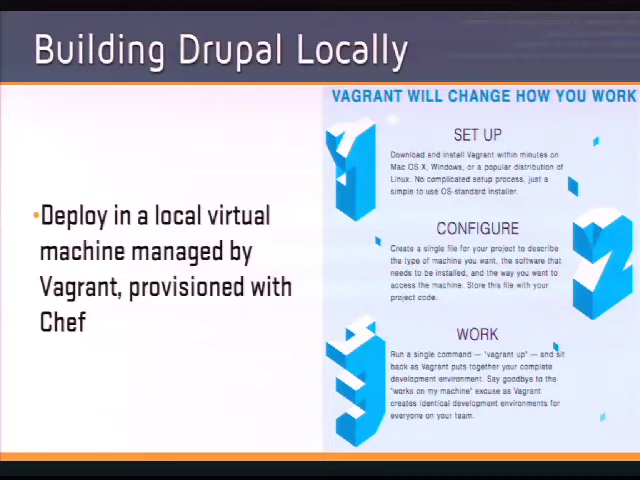 Building Drupal Locally
•Deploy in a local virtual
machine managed by
Vagrant, provisioned with
Chef
VAGRANT WILL CHANGE HOW YOU WORK
1
SET UP
Download and install Vagrant within minutes on
Mac OS X, Windows, or a popular distribution of
Linux. No complicated setup process, just a
simple to use OS-standard installer.
2
CONFIGURE
Create a single file for your project to describe
the type of machine you want, the software that
needs to be installed, and the way you want to
access the machine. Store this file with your
project code.
3
WORK
Run a single command — "vagrant up" — and sit
back as Vagrant puts together your complete
development environment. Say goodbye to the
"works on my machine" excuse as Vagrant
creates identical development environments for
everyone on your team.